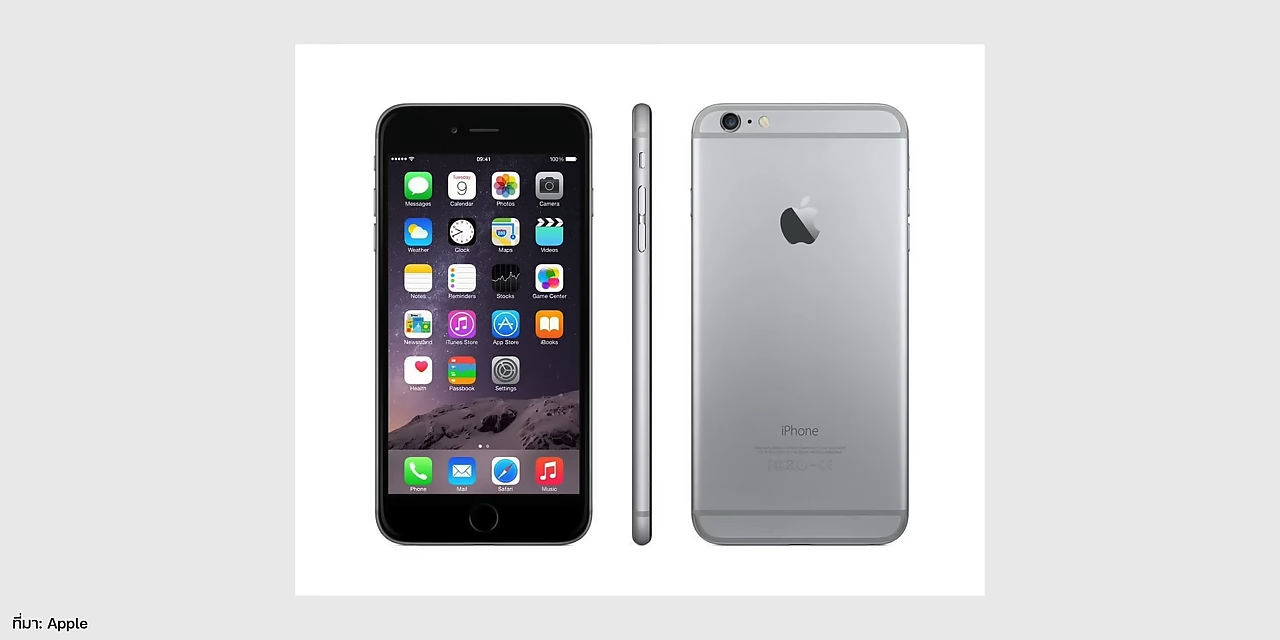 09:41
100%
Tuesday
9
Messages
Calendar
Photos
Camera
Weather
Clock
Maps
Videos
Notes
Reminders
Stocks
Game Center
Newsstand
iTunes Store
App Store
iBooks
Health
Passbook
Settings
Phone
Mail
Safari
Music
iPhone
ที่มา: Apple